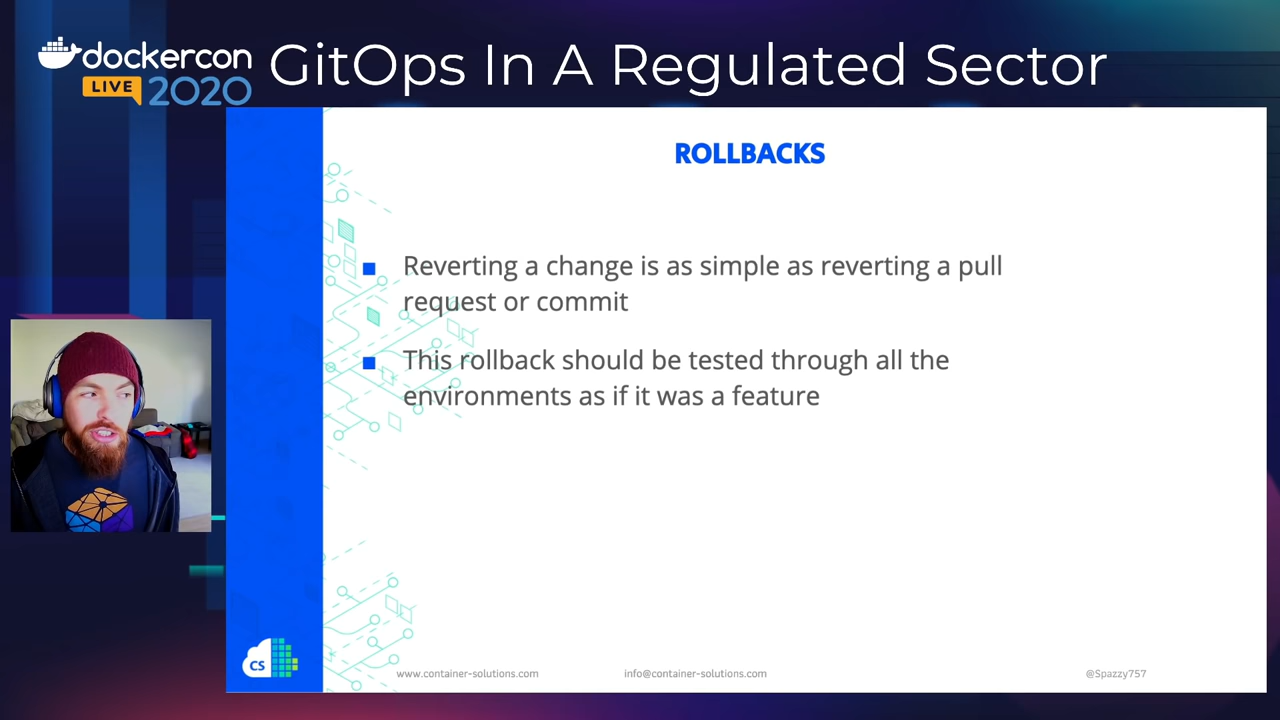 dockercon
LIVE 2020
GitOps In A Regulated Sector
ROLLBACKS
Reverting a change is as simple as reverting a pull
request or commit
This rollback should be tested through all the
environments as if it was a feature
CS
www.container-solutions.com
info@container-solutions.com
@Spazzy757